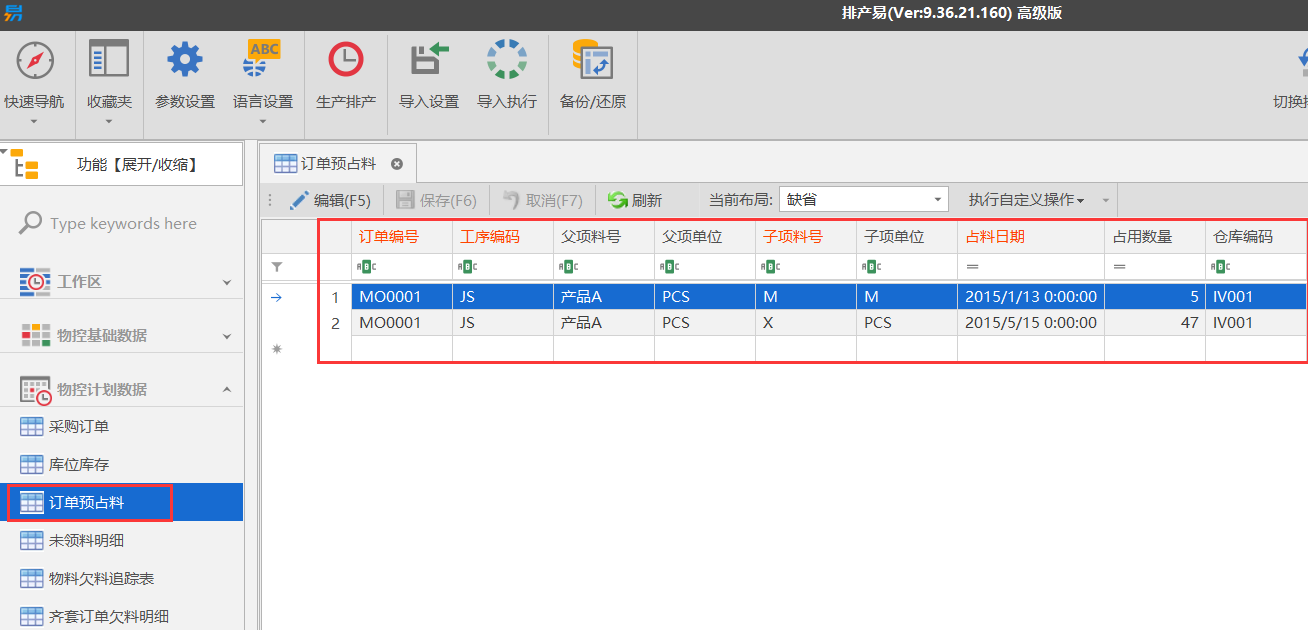 易
排产易(Ver:9.36.21.160) 高级版
快速导航
收藏夹
参数设置
ABC
语言设置
生产排产
导入设置
导入执行
备份/还原
切换
功能【展开/收缩】
Type keywords here
工作区
物控基础数据
物控计划数据
采购订单
库位库存
订单预占料
未领料明细
物料欠料追踪表
齐套订单欠料明细
订单预占料
编辑(F5) 保存(F6) 取消(F7) 刷新 当前布局: 缺省 执行自定义操作
订单编号 工序编码 父项料号 父项单位 子项料号 子项单位 占料日期 占用数量 仓库编码
ABC ABC ABC ABC ABC ABC = = ABC
1 MO0001 JS 产品A PCS M M 2015/1/13 0:00:00 5 IV001
2 MO0001 JS 产品A PCS X PCS 2015/5/15 0:00:00 47 IV001